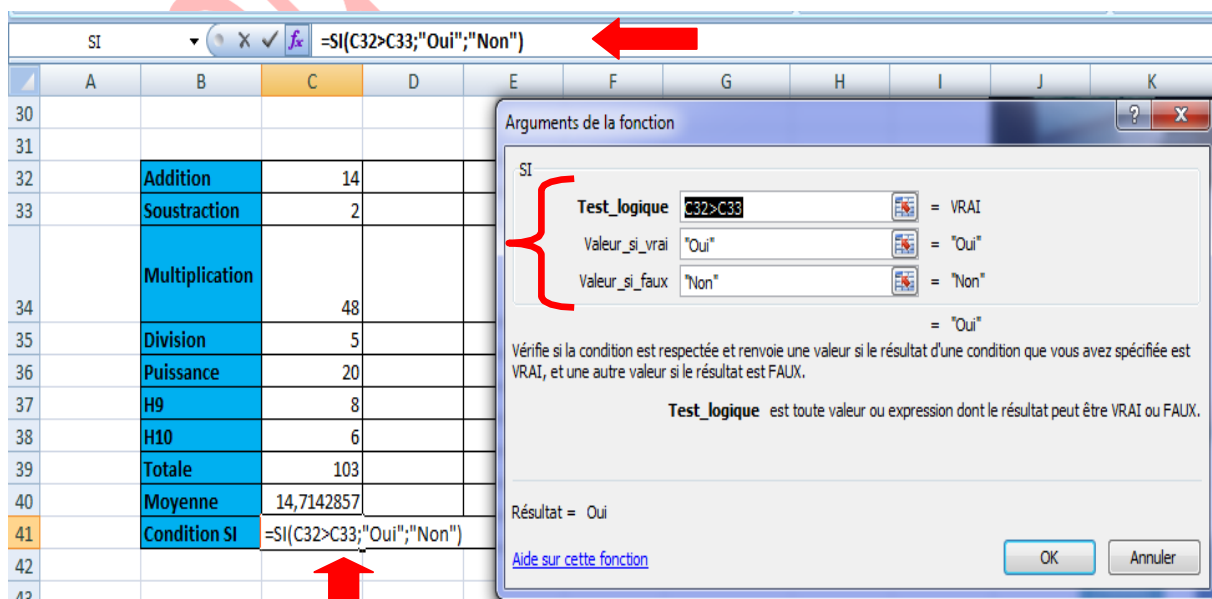 SI fx =SI(C32>C33;"Oui";"Non")
A B C D E F G H I J K
30
31
32 Addition 14
33 Soustraction 2
34 Multiplication 48
35 Division 5
36 Puissance 20
37 H9 8
38 H10 6
39 Totale 103
40 Moyenne 14,7142857
41 Condition SI =SI(C32>C33;"Oui";"Non")
42
43
Arguments de la fonction ? X
SI
Test_logique C32>C33 = VRAI
Valeur_si_vrai "Oui" = "Oui"
Valeur_si_faux "Non" = "Non"
= "Oui"
Vérifie si la condition est respectée et renvoie une valeur si le résultat d'une condition que vous avez spécifiée est
VRAI, et une autre valeur si le résultat est FAUX.
Test_logique est toute valeur ou expression dont le résultat peut être VRAI ou FAUX.
Résultat = Oui
Aide sur cette fonction OK Annuler